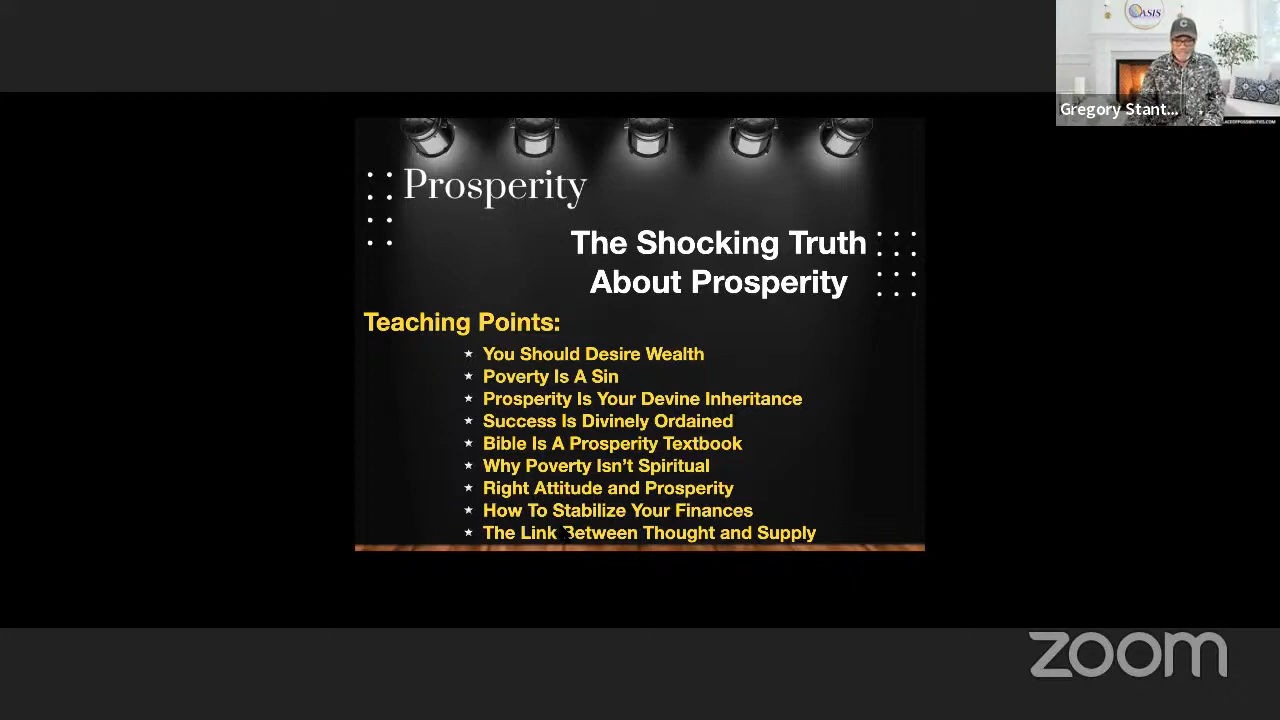 OASIS
Gregory Stant...
Prosperity
The Shocking Truth
About Prosperity
Teaching Points:
You Should Desire Wealth
Poverty Is A Sin
Prosperity Is Your Devine Inheritance
Success Is Divinely Ordained
Bible Is A Prosperity Textbook
Why Poverty Isn't Spiritual
Right Attitude and Prosperity
How To Stabilize Your Finances
The Link Between Thought and Supply
zoom